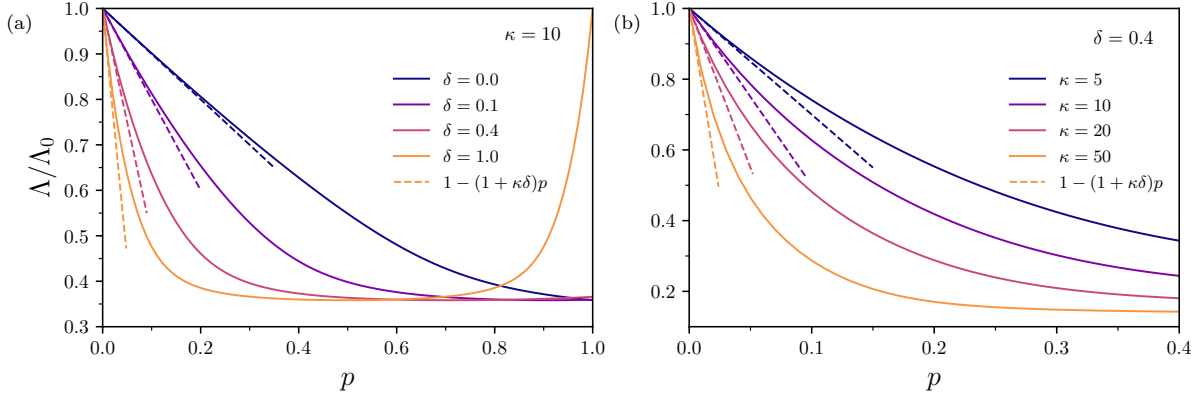 (a)
κ = 10
δ = 0.0
δ = 0.1
δ = 0.4
δ = 1.0
1 − (1 + κδ)p
Λ/Λ₀
1.0
0.9
0.8
0.7
0.6
0.5
0.4
0.3
0.0 0.2 0.4 0.6 0.8 1.0
p
(b)
δ = 0.4
κ = 5
κ = 10
κ = 20
κ = 50
1 − (1 + κδ)p
1.0
0.8
0.6
0.4
0.2
0.0 0.1 0.2 0.3 0.4
p